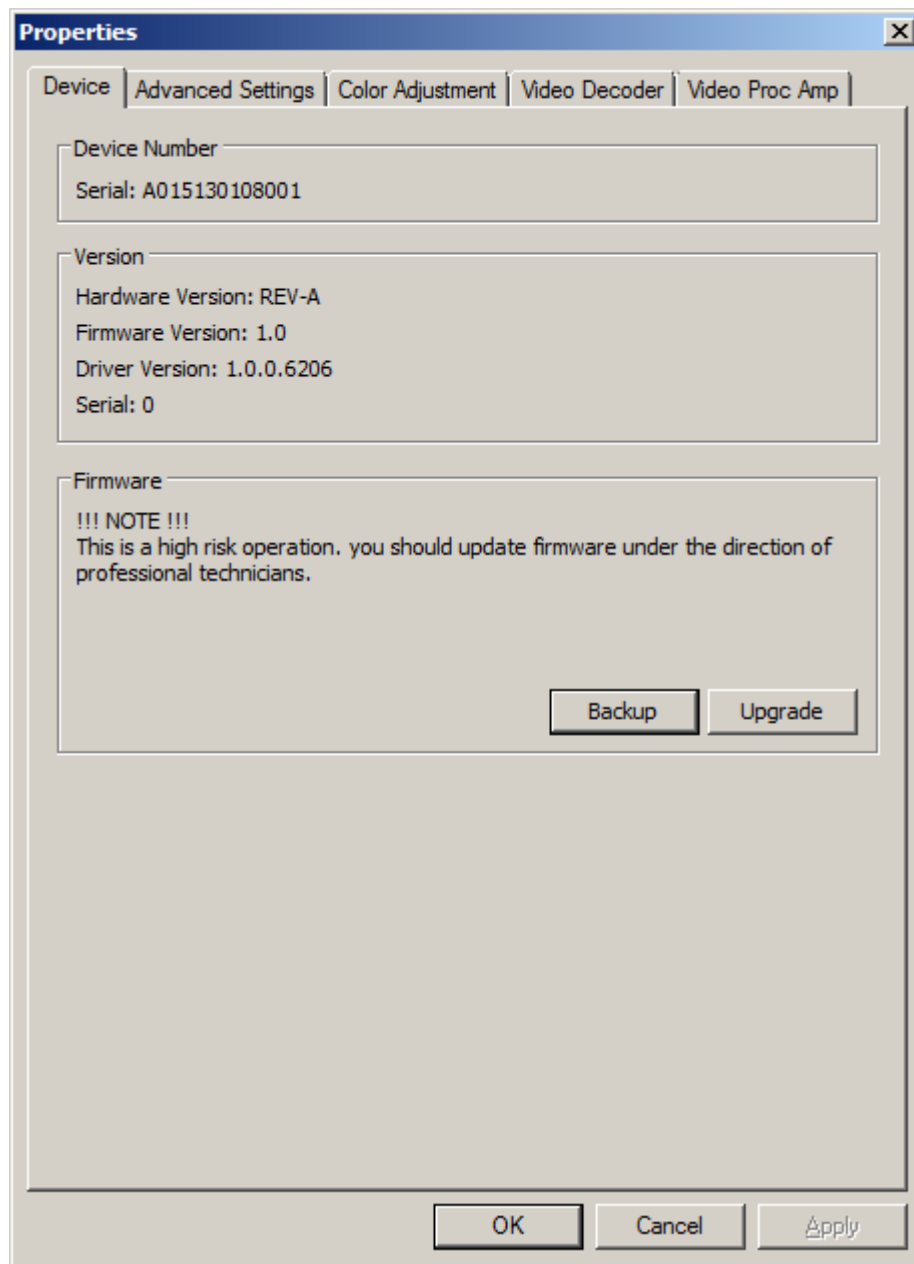 Properties
Device Advanced Settings Color Adjustment Video Decoder Video Proc Amp
Device Number
Serial: A015130108001
Version
Hardware Version: REV-A
Firmware Version: 1.0
Driver Version: 1.0.0.6206
Serial: 0
Firmware
!!! NOTE !!!
This is a high risk operation. you should update firmware under the direction of
professional technicians.
Backup Upgrade
OK Cancel Apply